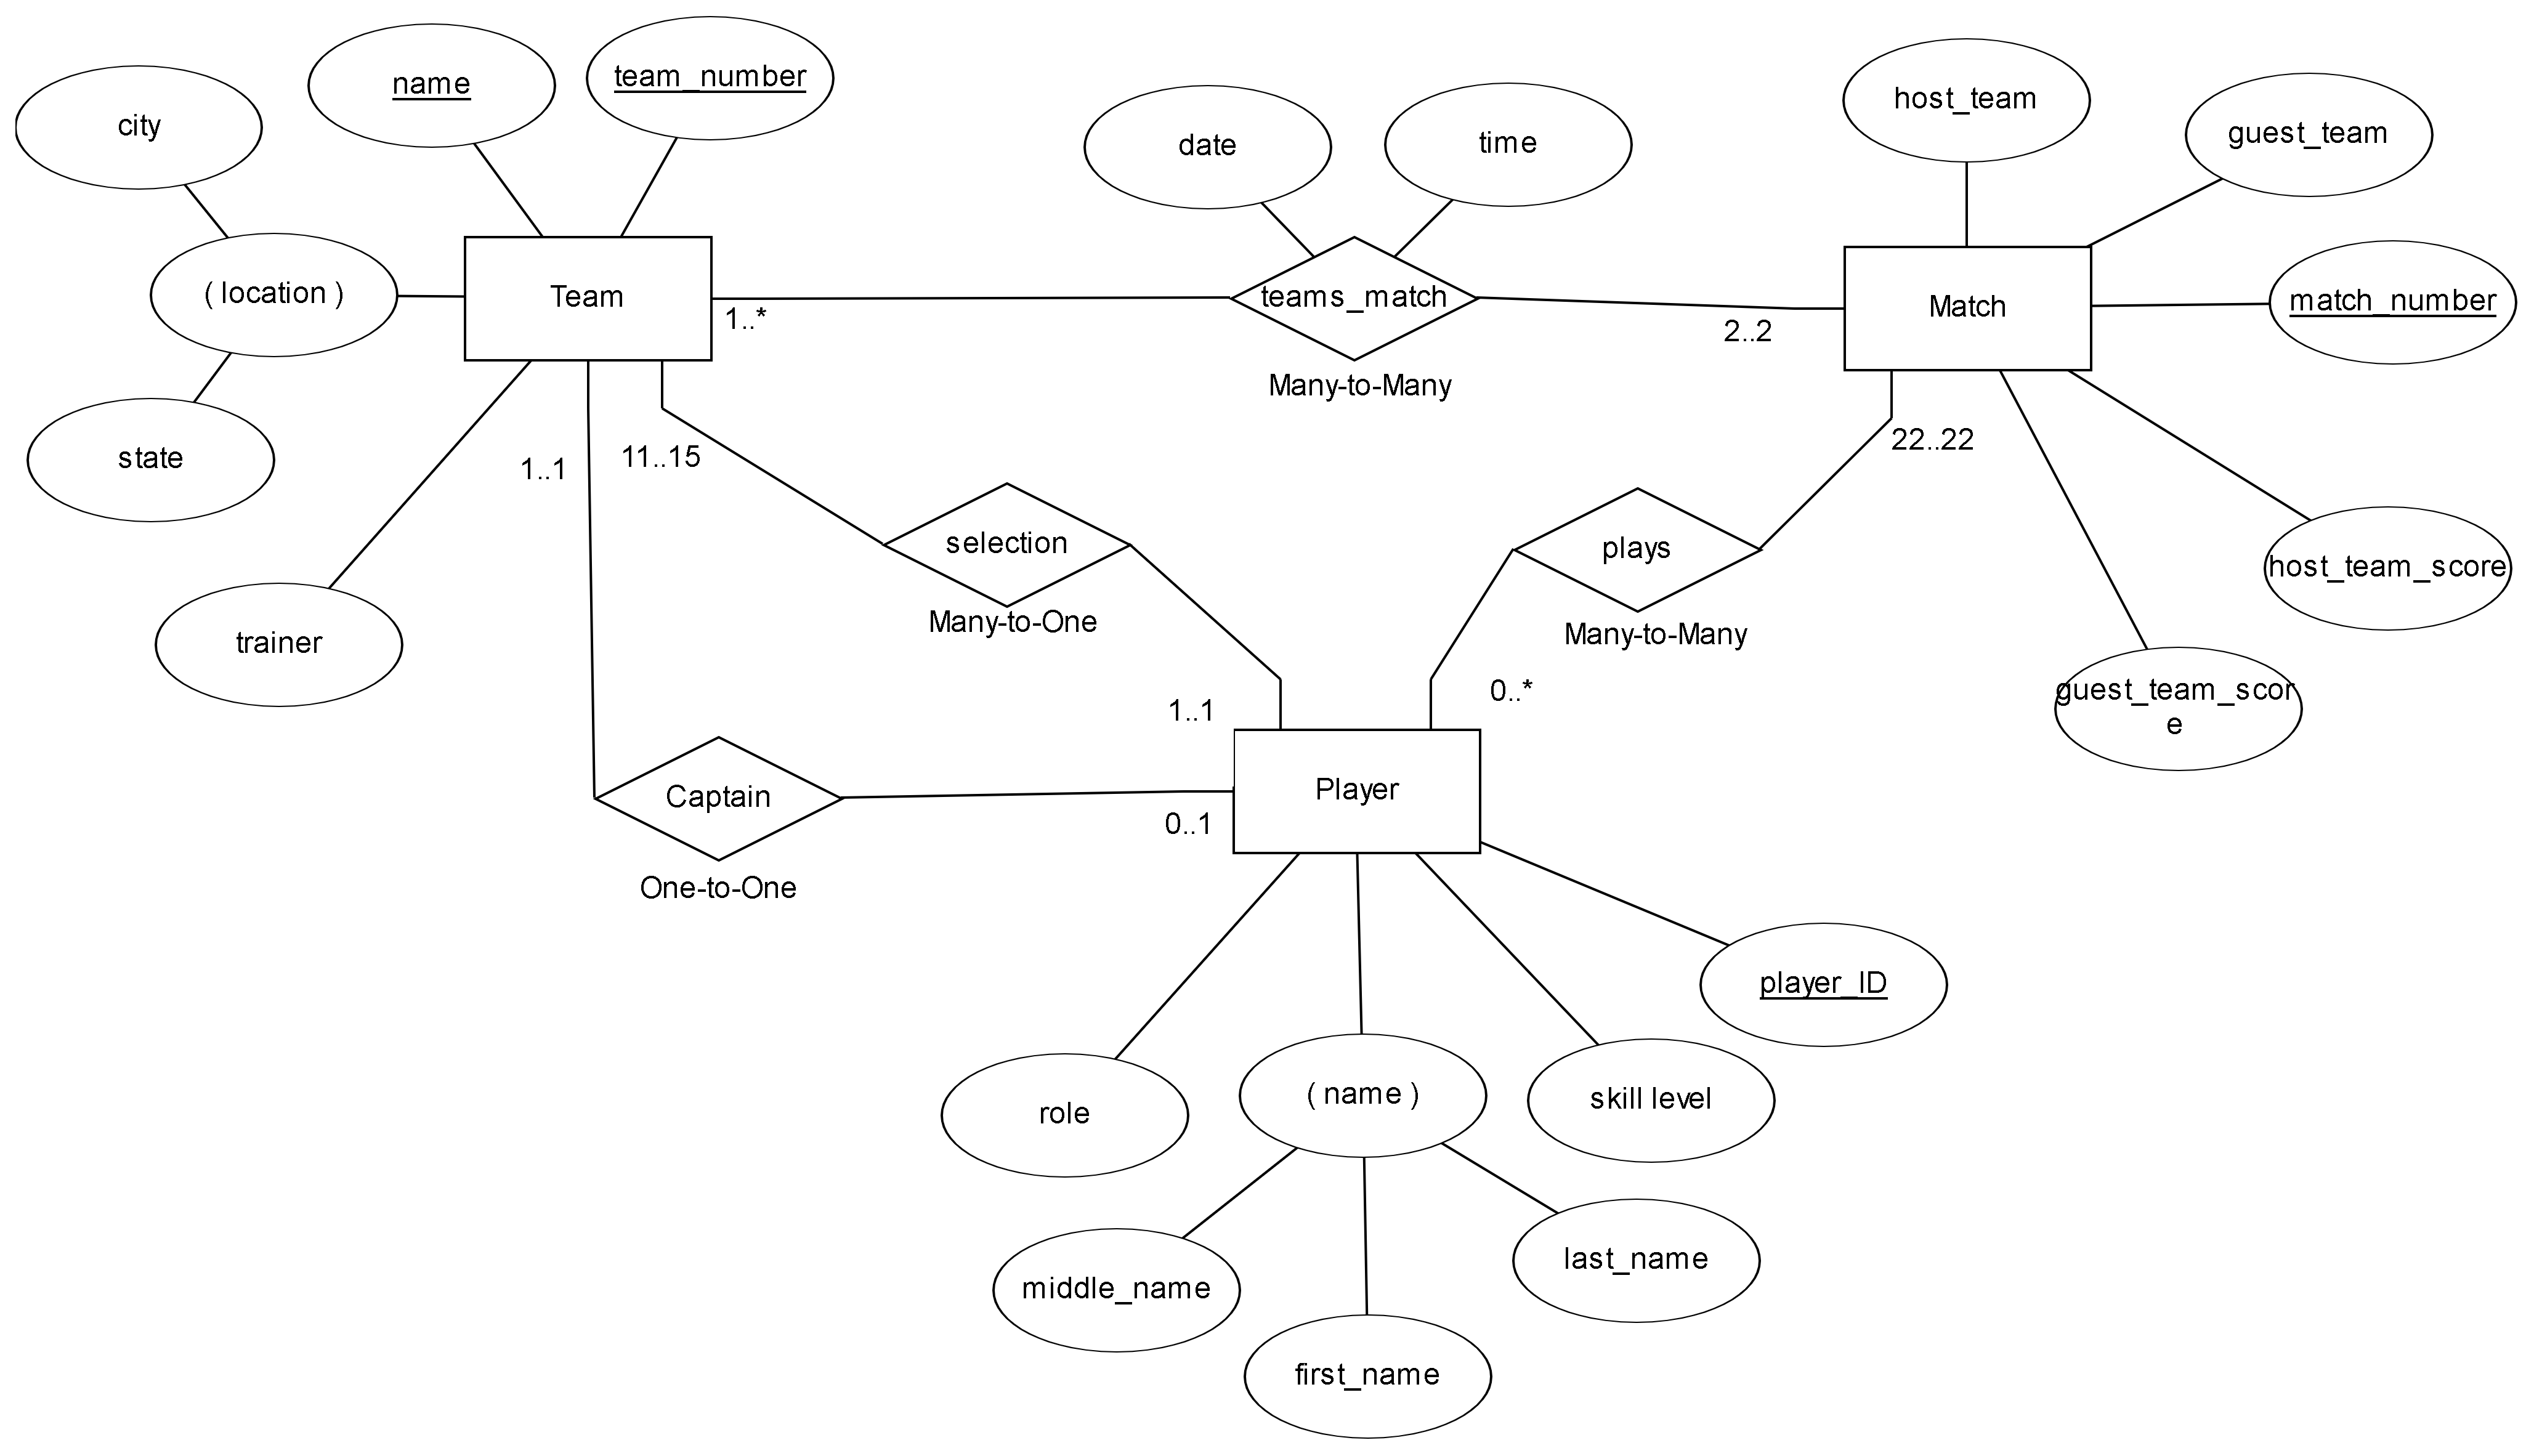 city
name
team_number
date
time
host_team
guest_team
( location )
Team
teams_match
Match
match_number
1..*
2..2
Many-to-Many
state
1..1
11..15
22..22
selection
plays
host_team_score
Many-to-One
Many-to-Many
trainer
guest_team_scor
e
1..1
0..*
Captain
Player
0..1
One-to-One
player_ID
role
( name )
skill level
middle_name
last_name
first_name